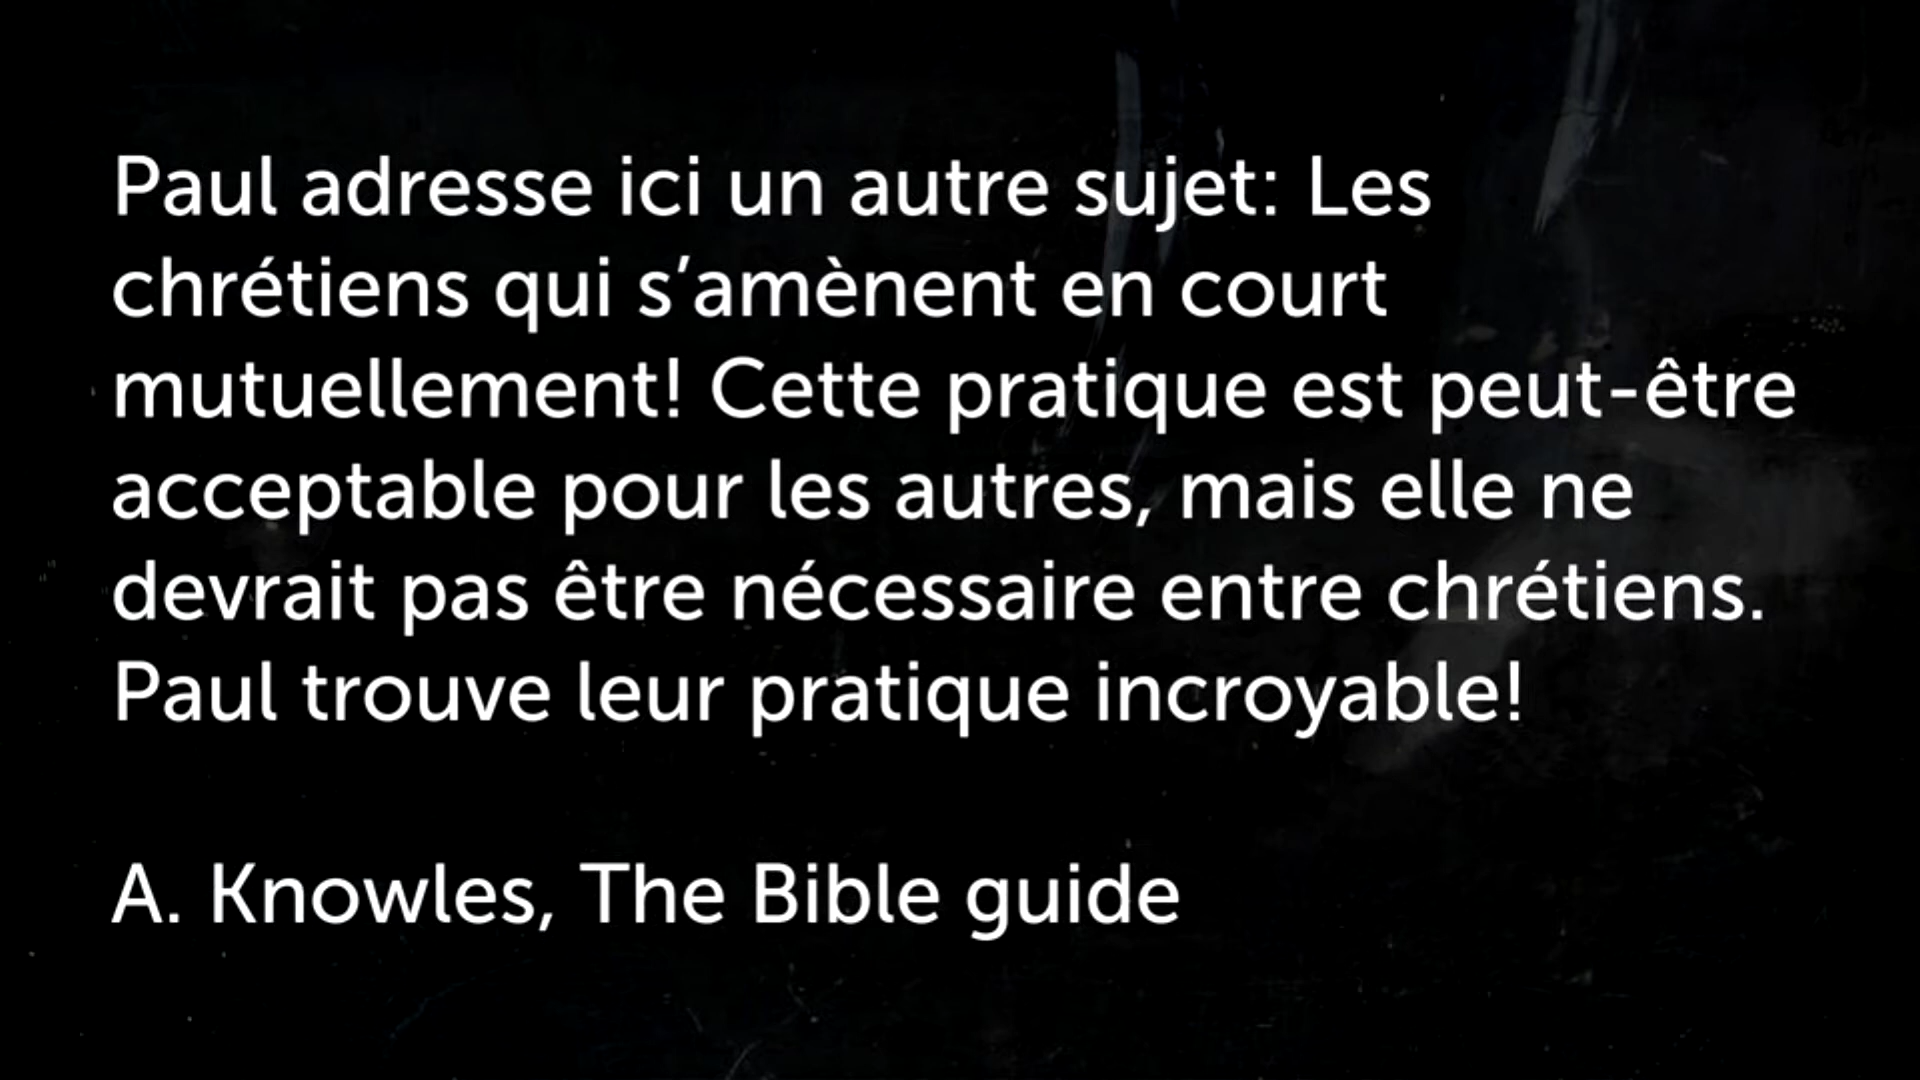 Paul adresse ici un autre sujet: Les
chrétiens qui s’amènent en court
mutuellement! Cette pratique est peut-être
acceptable pour les autres, mais elle ne
devrait pas être nécessaire entre chrétiens.
Paul trouve leur pratique incroyable!
A. Knowles, The Bible guide